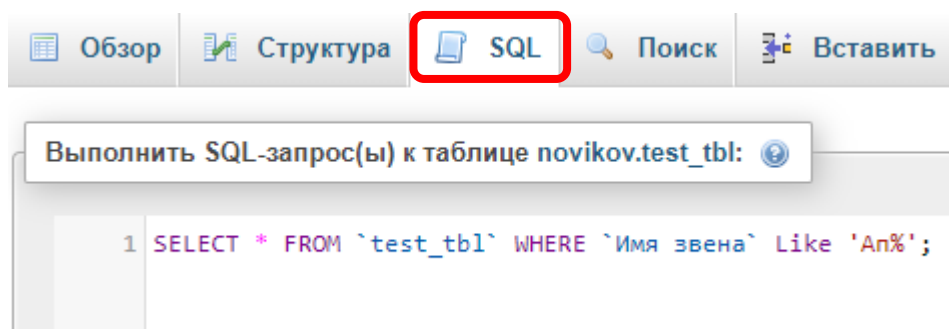 Обзор Структура SQL Поиск Вставить
Выполнить SQL-запрос(ы) к таблице novikov.test_tbl:
1 SELECT * FROM `test_tbl` WHERE `Имя звена` Like 'Ап%';